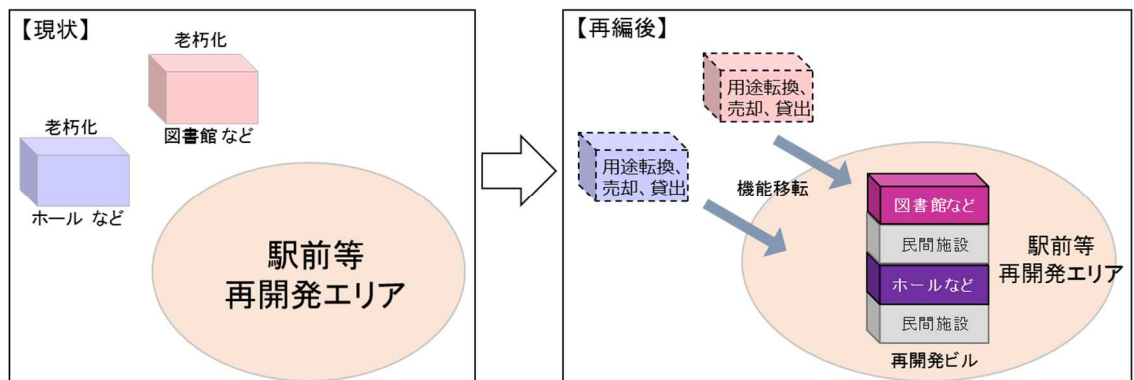 【現状】
老朽化
図書館 など
老朽化
ホール など
駅前等
再開発エリア
【再編後】
用途転換、
売却、貸出
用途転換、
売却、貸出
機能移転
図書館など
民間施設
ホールなど
民間施設
再開発ビル
駅前等
再開発エリア